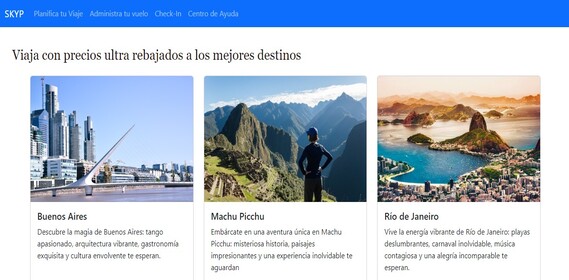 SKYP Planifica tu Viaje Administra tu vuelo Check-In Centro de Ayuda
Viaja con precios ultra rebajados a los mejores destinos
Buenos Aires
Descubre la magia de Buenos Aires: tango
apasionado, arquitectura vibrante, gastronomía
exquisita y cultura envolvente te esperan.
Machu Picchu
Embárcate en una aventura única en Machu
Picchu: misteriosa historia, paisajes
impresionantes y una experiencia inolvidable te
aguardan
Río de Janeiro
Vive la energía vibrante de Río de Janeiro: playas
deslumbrantes, carnaval inolvidable, música
contagiosa y una alegría incomparable te
esperan.